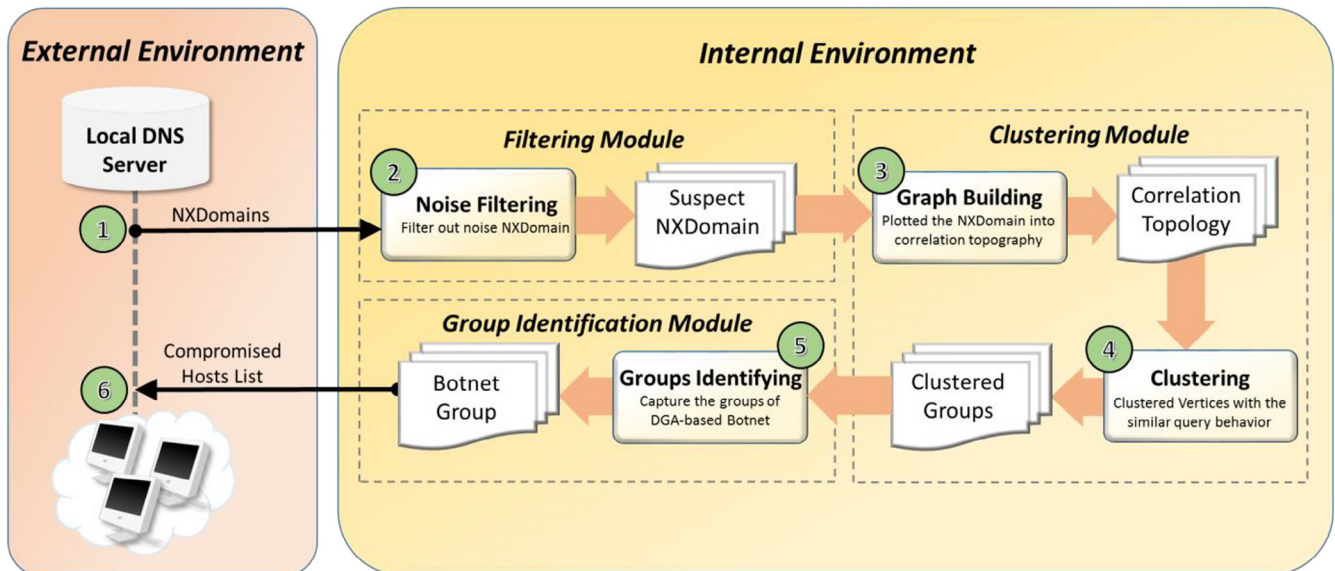 External Environment
Local DNS
Server
1
NXDomains
Compromised
Hosts List
6
Internal Environment
Filtering Module
2
Noise Filtering
Filter out noise NXDomain
Suspect
NXDomain
Clustering Module
3
Graph Building
Plotted the NXDomain into
correlation topography
Correlation
Topology
4
Clustering
Clustered Vertices with the
similar query behavior
Clustered
Groups
Group Identification Module
5
Groups Identifying
Capture the groups of
DGA-based Botnet
Botnet
Group